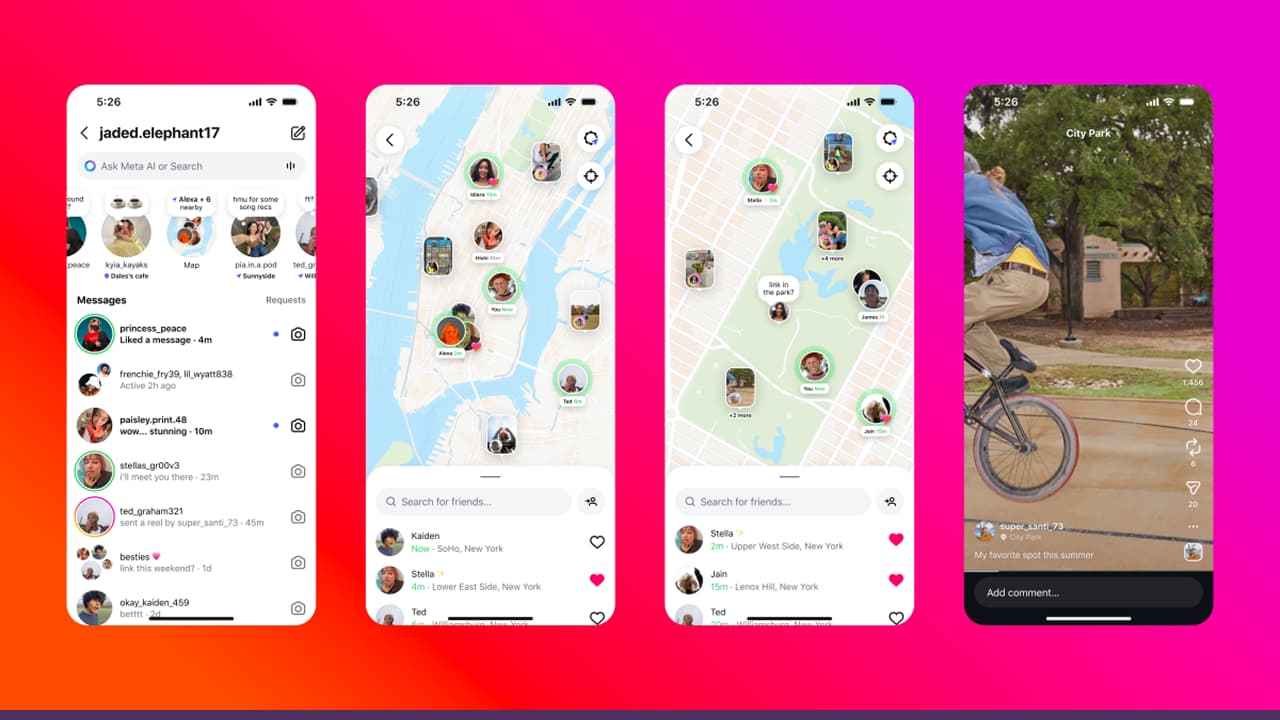 5:26
jaded.elephant17
Ask Meta AI or Search
ound
Alexa + 6
nearby
hmu for some
song recs
ft?
peace
kyia_kayaks
Map
pia.in.a.pod
ted_gr
Dales's cafe
Sunnyside
Wil
Messages
Requests
princess_peace
Liked a message · 4m
frenchie_fry39, lil_wyatt838
Active 2h ago
paisley.print.48
wow... stunning · 10m
stellas_gr00v3
I'll meet you there · 23m
ted_graham321
sent a reel by super_santi_73 · 45m
besties
link this weekend? · 1d
okay_kaiden_459
betttt · 2d
5:26
You Now
Alexa 2m
Ted 6m
Search for friends...
Kaiden
Now · SoHo, New York
Stella
4m · Lower East Side, New York
Ted
6m · Williamsburg, New York
5:26
Stella 2m
+4 more
link in
the park?
James 1h
You Now
+2 more
Jain 15m
Search for friends...
Stella
2m · Upper West Side, New York
Jain
15m · Lenox Hill, New York
Ted
20m · Williamsburg, New York
5:26
City Park
1,456
24
6
20
super_santi_73
City Park
My favorite spot this summer
Add comment...